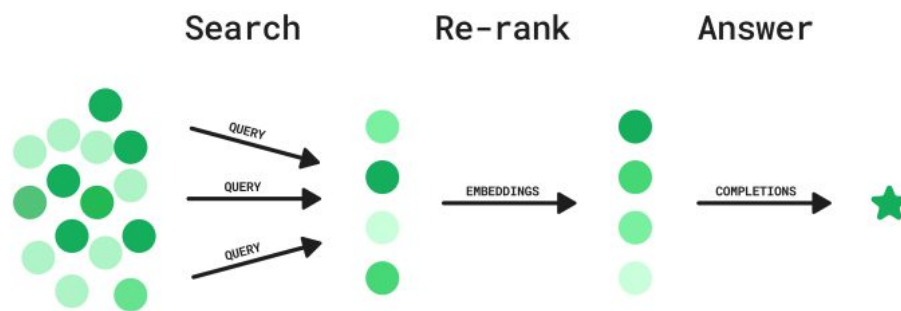 Search
Re-rank
Answer
QUERY
QUERY
QUERY
EMBEDDINGS
COMPLETIONS